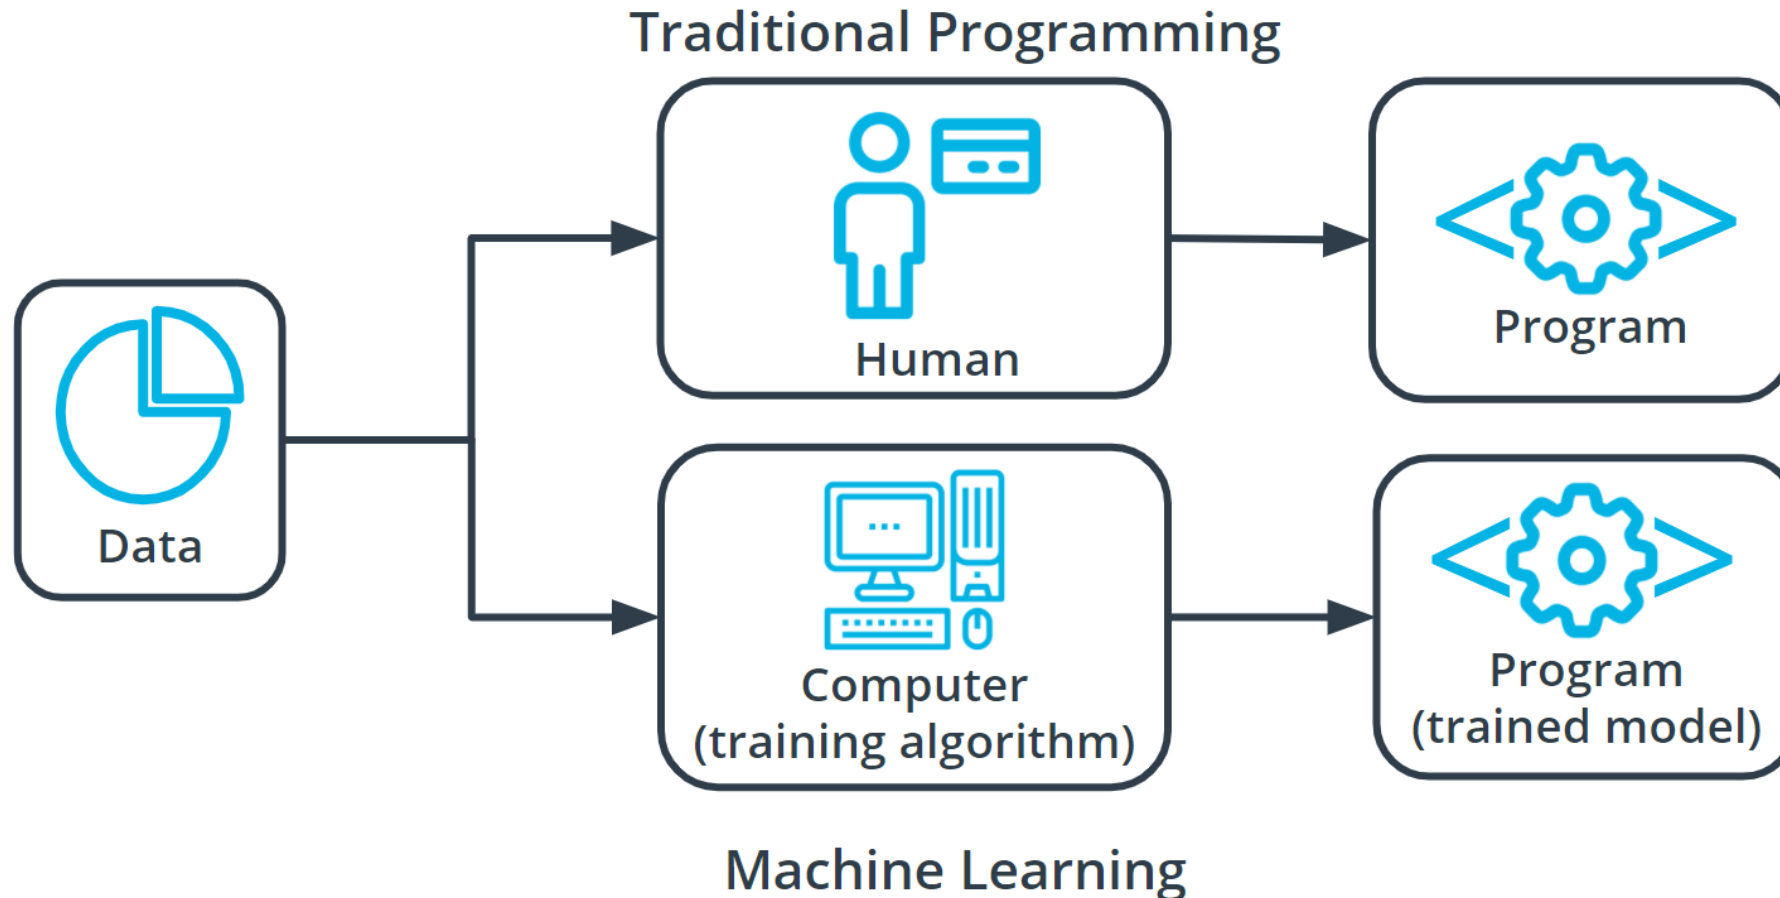 Traditional Programming
Human
Program
Data
Computer
(training algorithm)
Program
(trained model)
Machine Learning